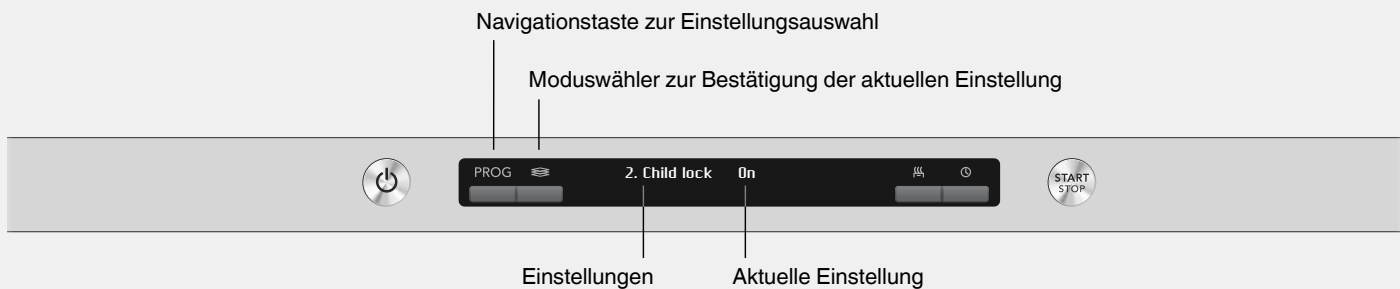 Navigationstaste zur Einstellungsauswahl
Moduswähler zur Bestätigung der aktuellen Einstellung
PROG 2. Child lock On START
STOP
Einstellungen Aktuelle Einstellung